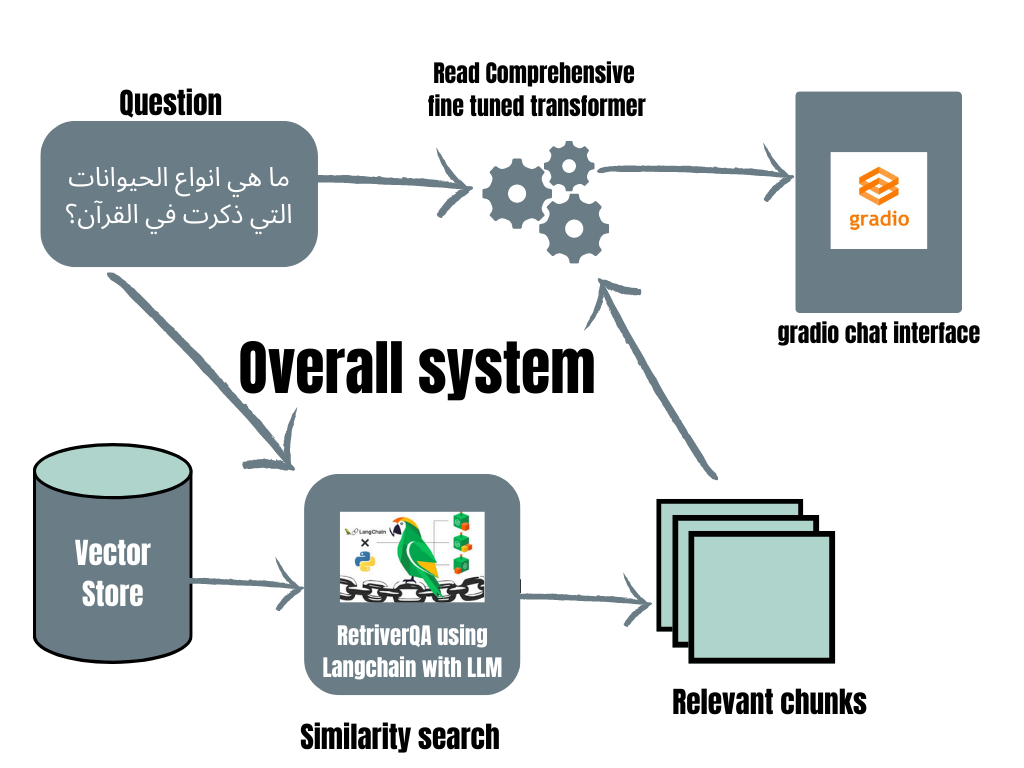 Read Comprehensive
fine tuned transformer
Question
ما هي انواع الحيوانات
التي ذكرت في القرآن؟
gradio
gradio chat interface
Overall system
Vector
Store
LangChain
RetriverQA using
Langchain with LLM
Similarity search
Relevant chunks